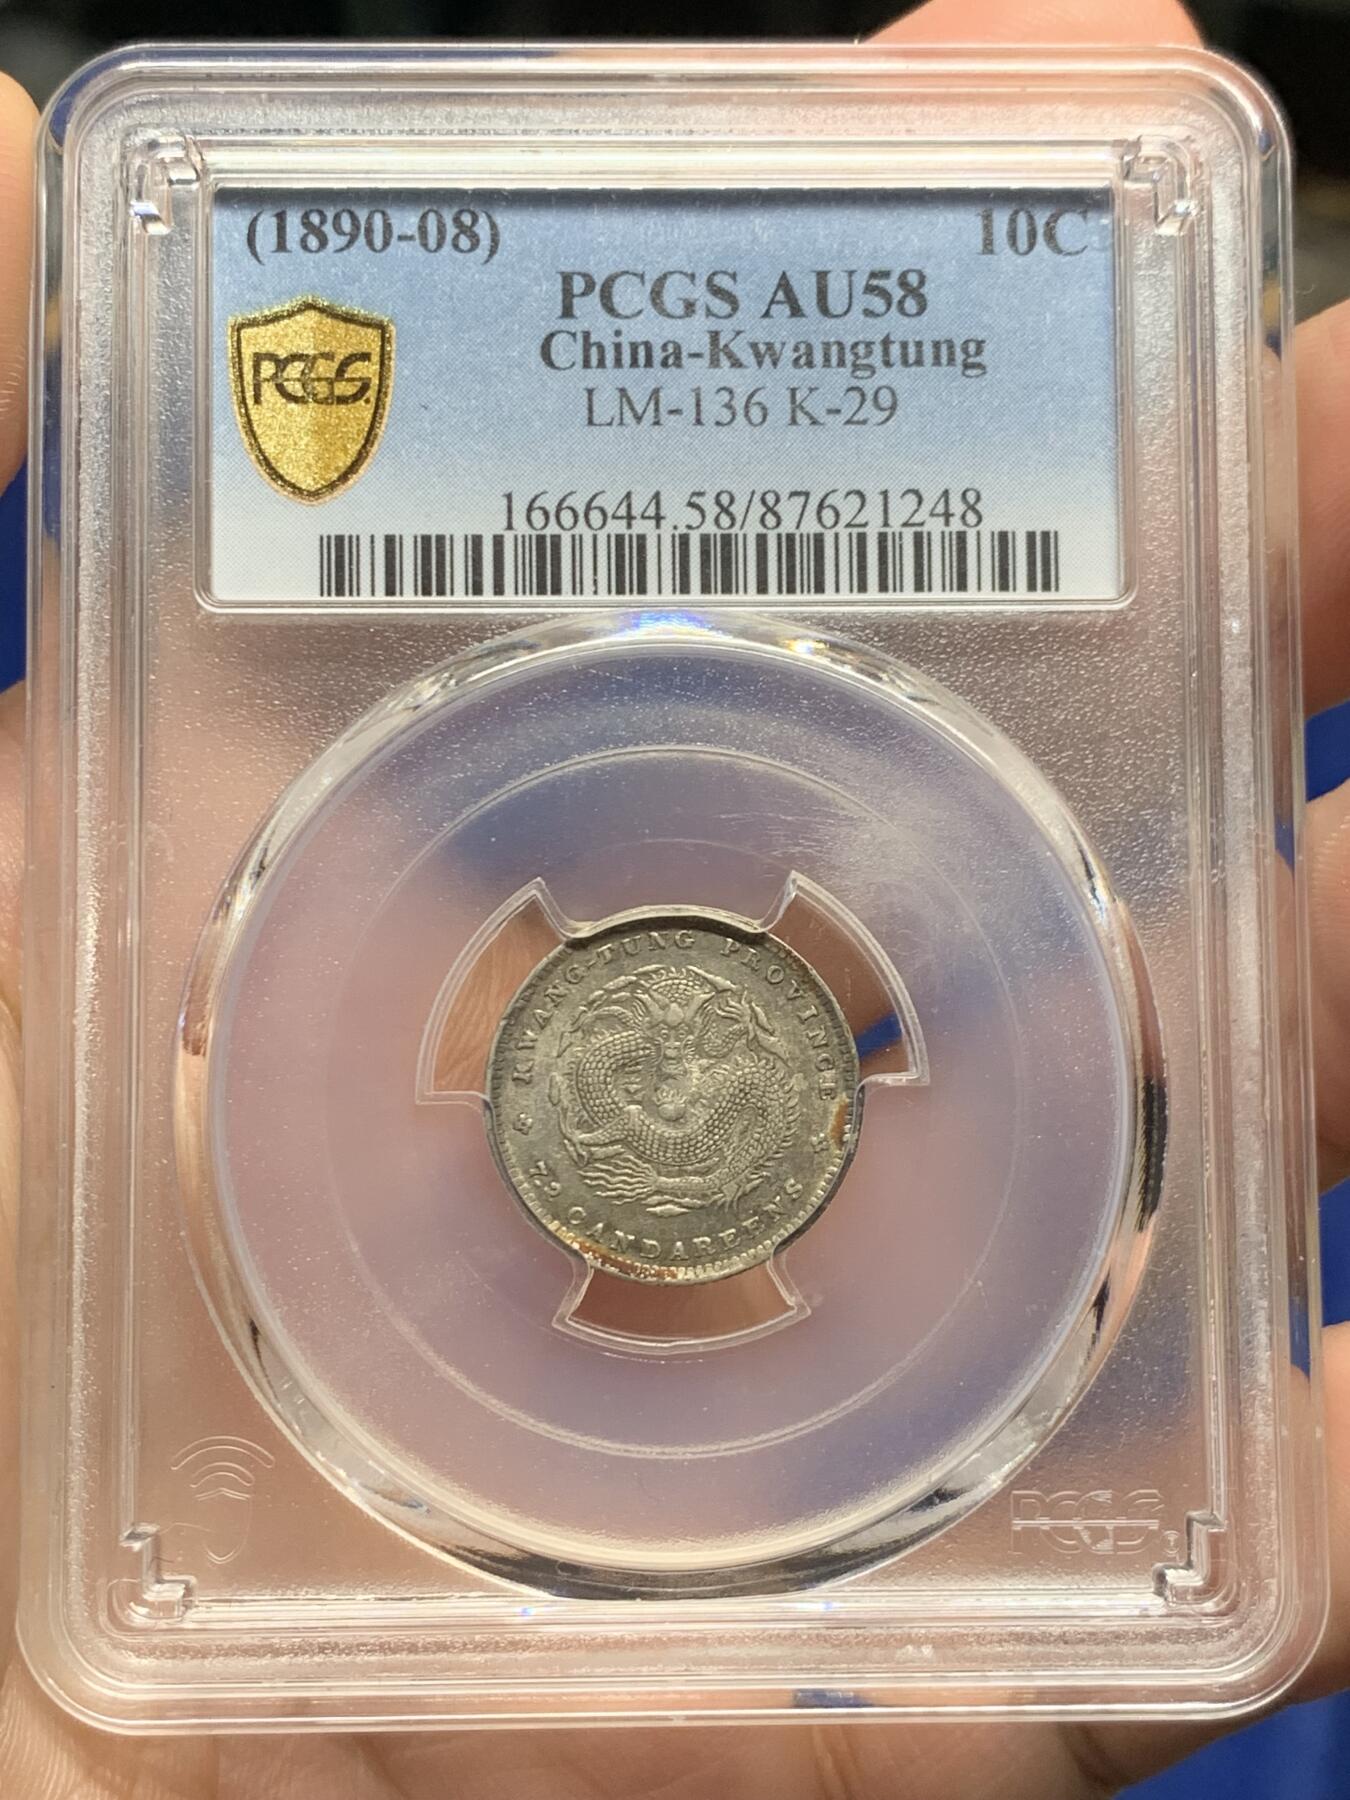 (1890-08) 10C
PCGS AU58
China-Kwangtung
PCGS.
LM-136 K-29
166644.58/87621248
KWANG-TUNG PROVINCE
7.2 CANDAREENS
PCGS